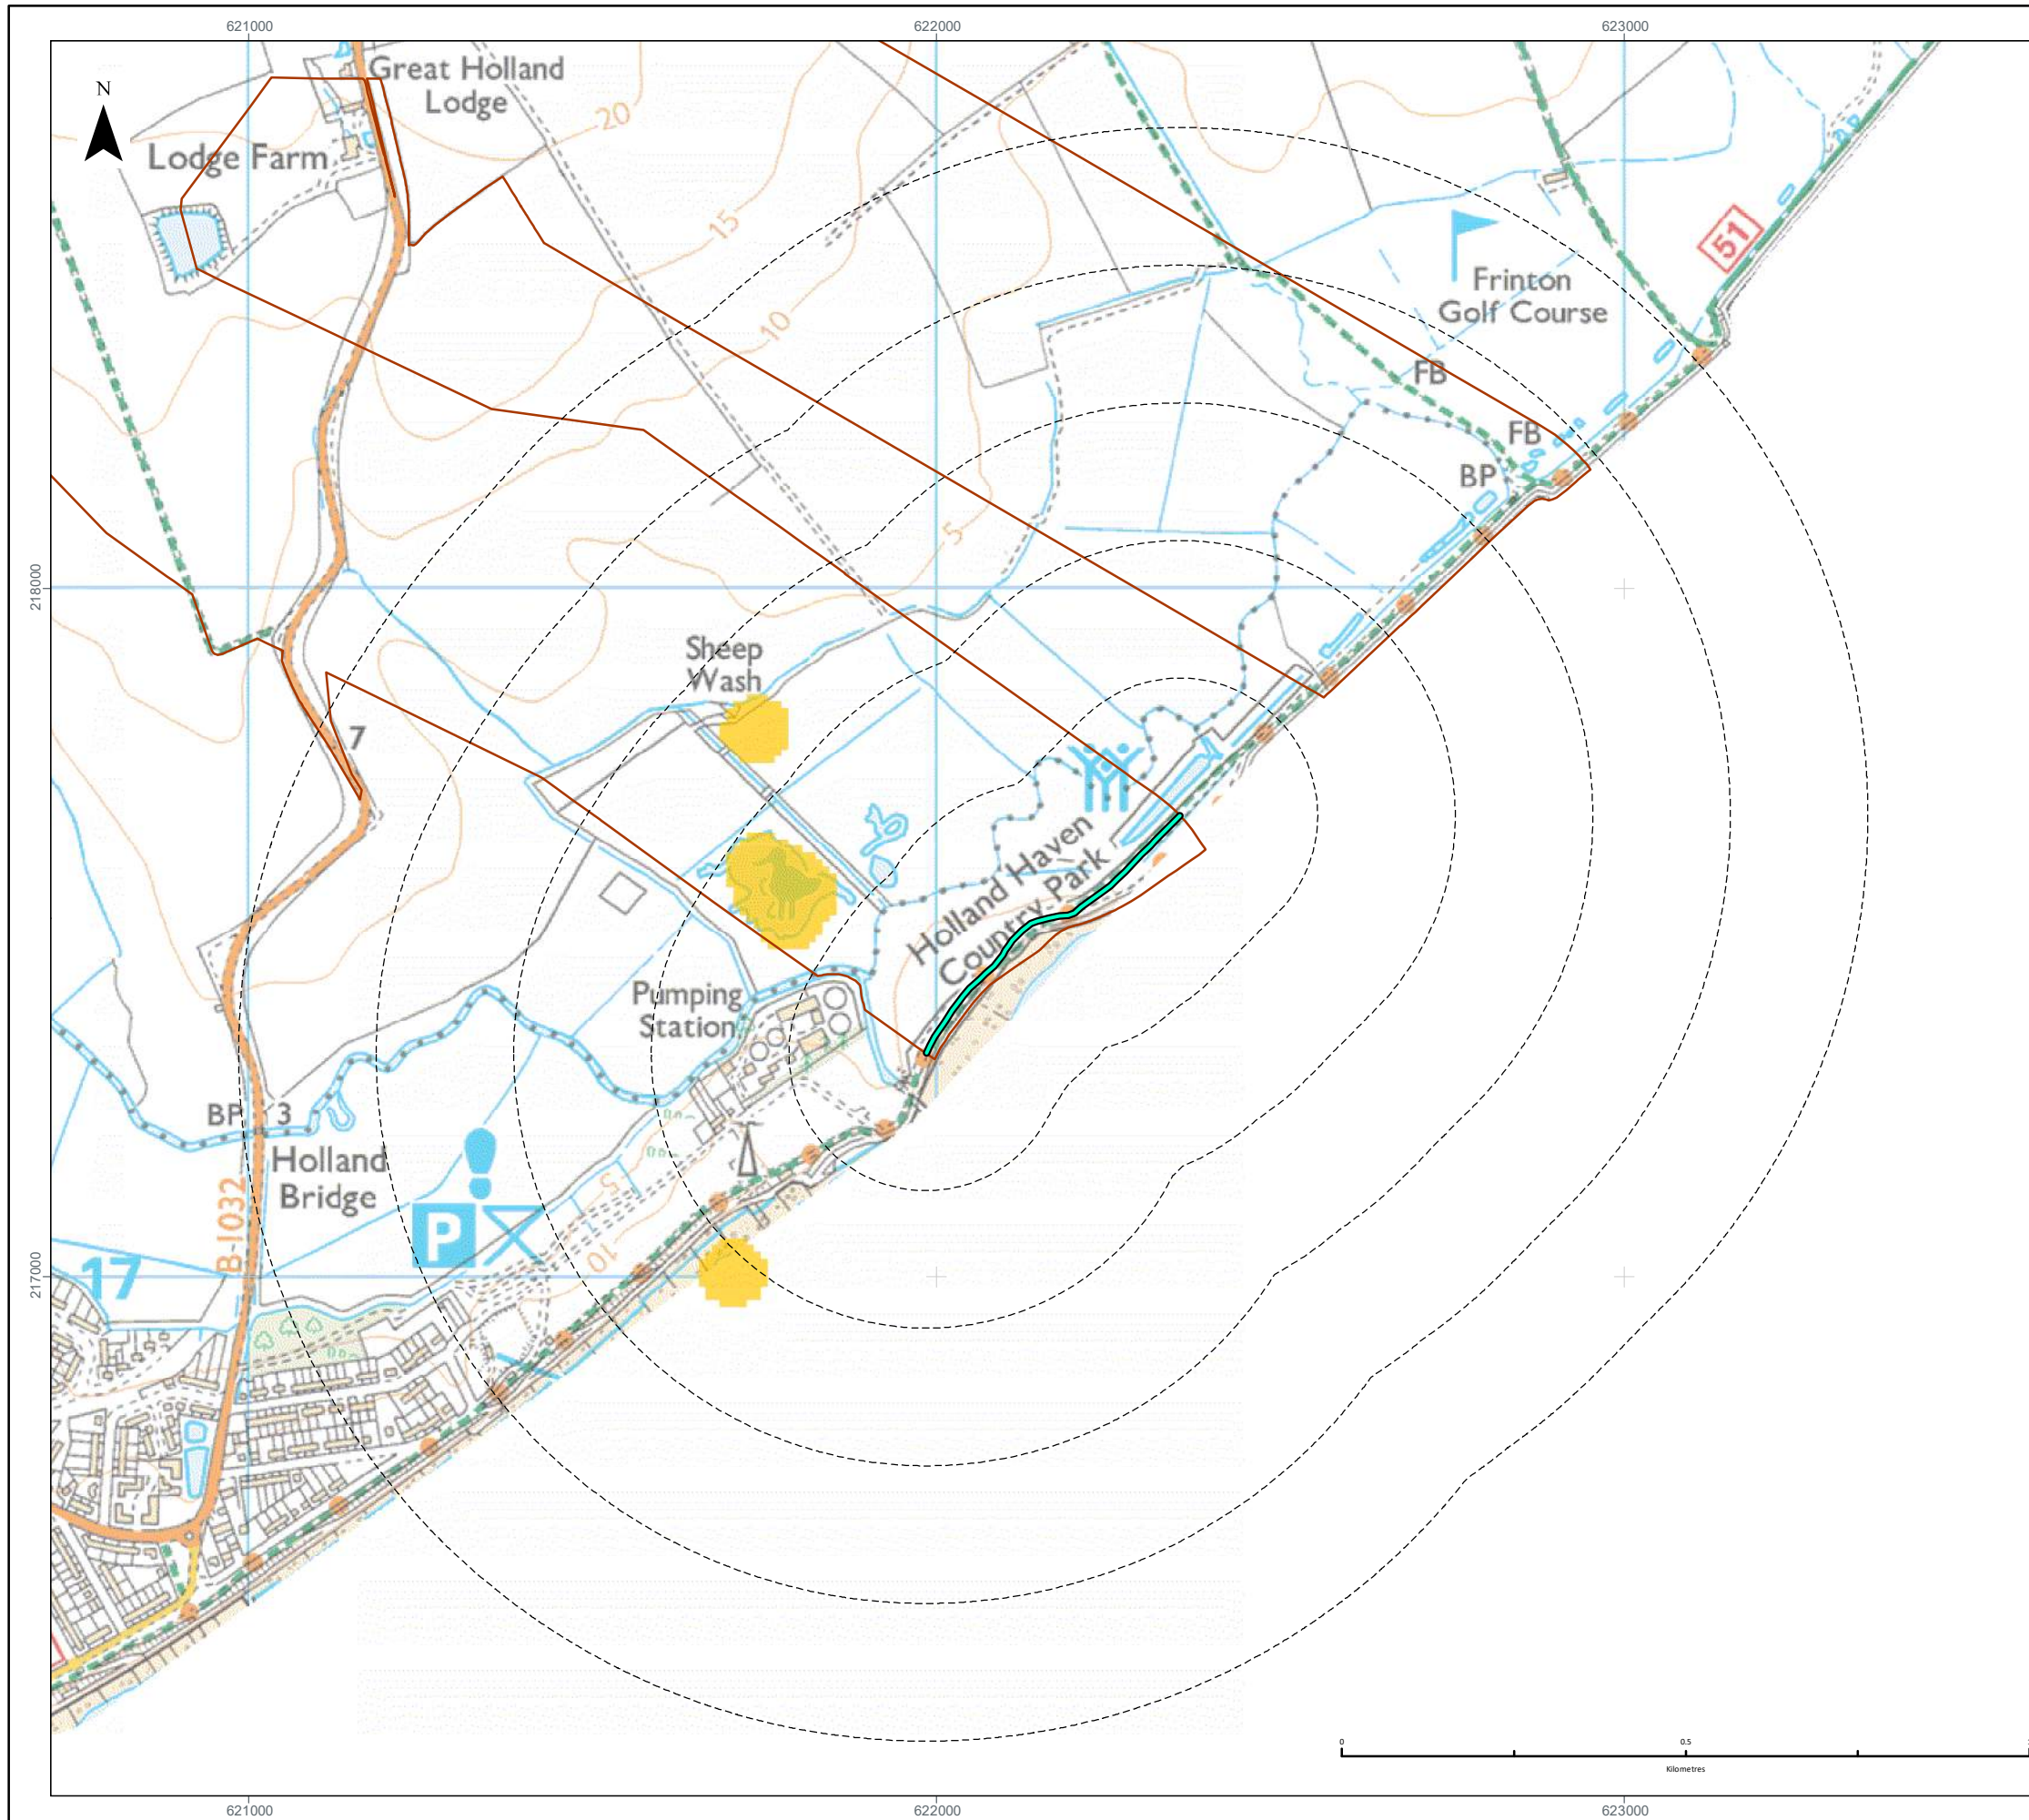 621000
622000
623000
N
Great Holland
Lodge
20
Lodge Farm
15
51
Frinton
Golf Course
10
FB
FB
BP
5
218000
Sheep
Wash
7
Holland Haven
Country Park
Pumping
Station
BP
3
Holland
Bridge
15
B 1032
P
10
17
217000
0
0.5
Kilometres
621000
622000
623000